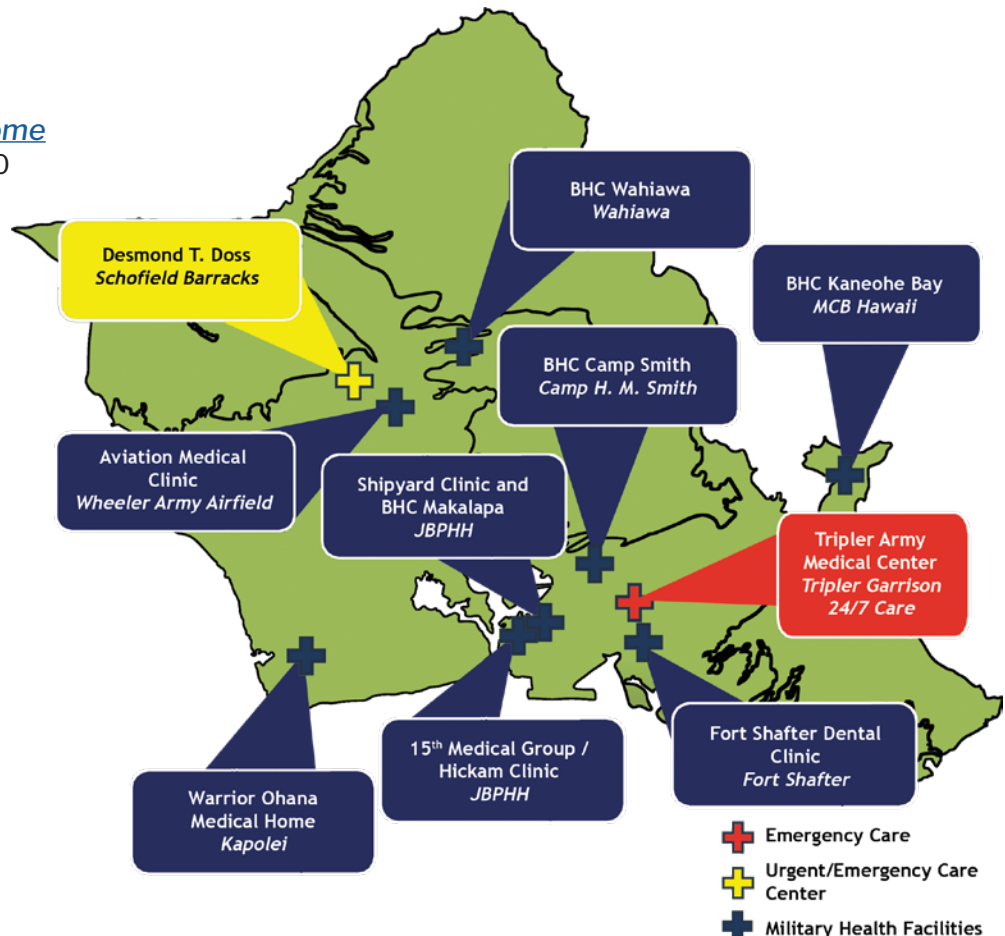 ome
0
BHC Wahiawa
Wahiawa
Desmond T. Doss
Schofield Barracks
BHC Kaneohe Bay
MCB Hawaii
BHC Camp Smith
Camp H. M. Smith
Aviation Medical
Clinic
Wheeler Army Airfield
Shipyard Clinic and
BHC Makalapa
JBPHH
Tripler Army
Medical Center
Tripler Garrison
24/7 Care
15th Medical Group /
Hickam Clinic
JBPHH
Fort Shafter Dental
Clinic
Fort Shafter
Warrior Ohana
Medical Home
Kapolei
Emergency Care
Urgent/Emergency Care
Center
Military Health Facilities